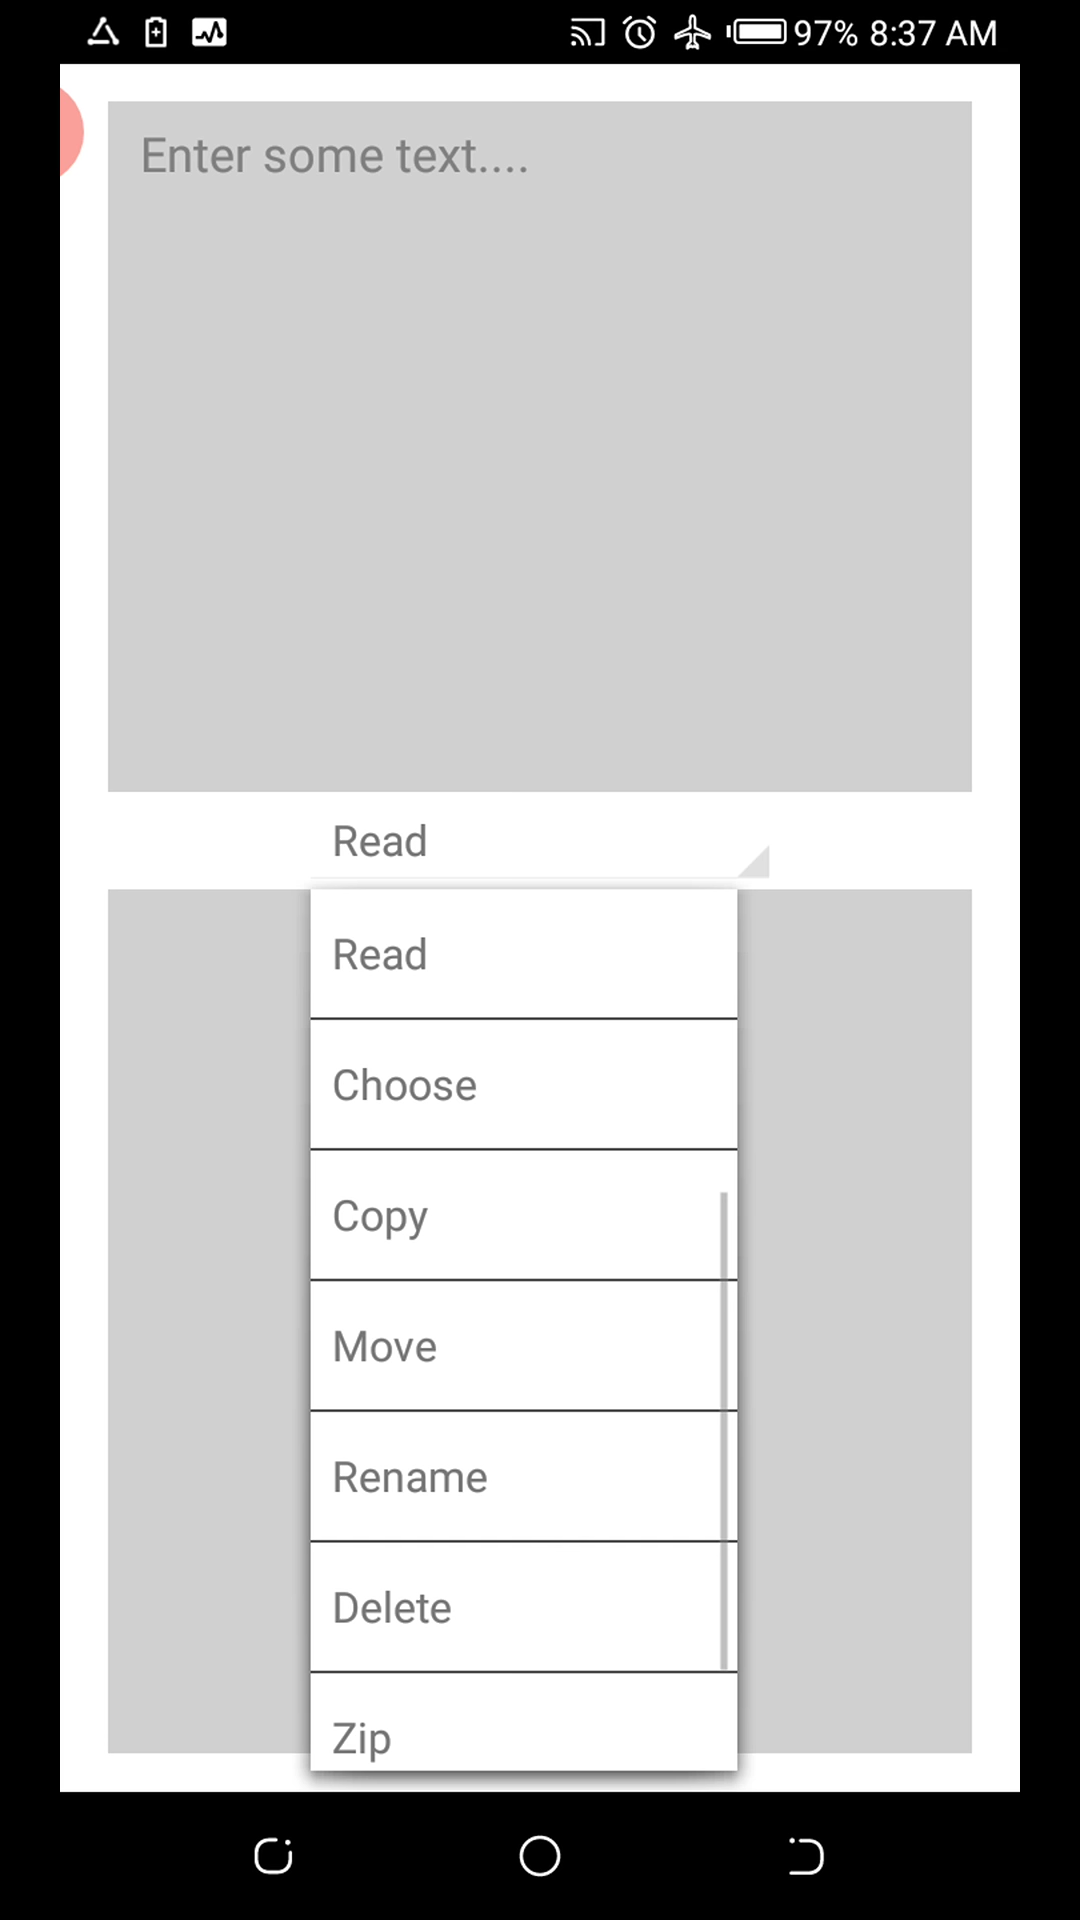 97% 8:37 AM
Enter some text....
Read
Read
Choose
Copy
Move
Rename
Delete
Zip